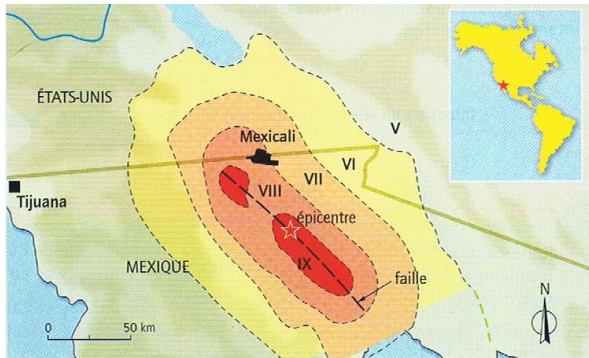 ÉTATS-UNIS
Mexicali
V
VI
VII
VIII
Tijuana
épicentre
MEXIQUE
IX
faille
N
0 50 km